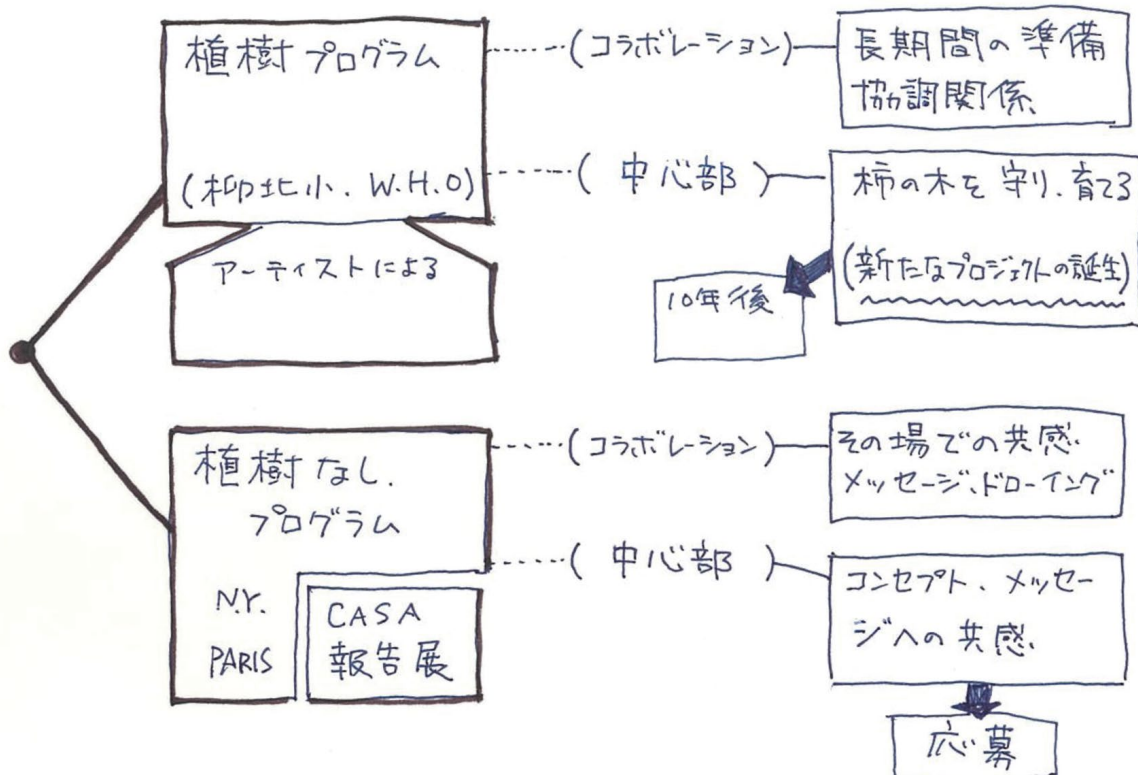 植樹プログラム
(柳北小、W.H.O)
アーティストによる
(コラボレーション)
長期間の準備
協調関係
(中心部)
柿の木を守り、育てる
(新たなプロジェクトの誕生)
10年後
植樹なし、
プログラム
N.Y.
PARIS
CASA
報告展
(コラボレーション)
その場での共感、
メッセージ、ドローイング
(中心部)
コンセプト、メッセー
ジへの共感、
応募